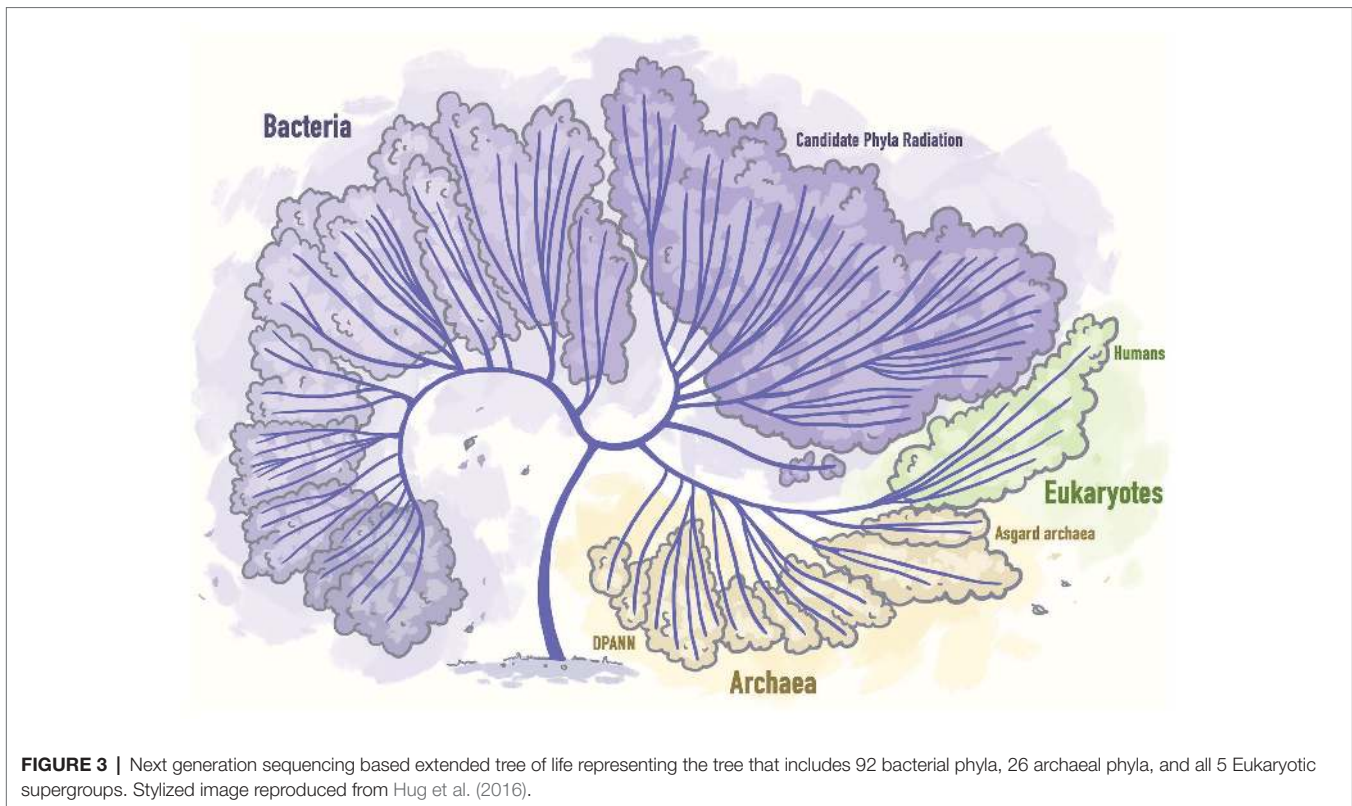 Bacteria
Candidate Phyla Radiation
Humans
Eukaryotes
Asgard archaea
DPANN
Archaea
FIGURE 3 | Next generation sequencing based extended tree of life representing the tree that includes 92 bacterial phyla, 26 archaeal phyla, and all 5 Eukaryotic
supergroups. Stylized image reproduced from Hug et al. (2016).